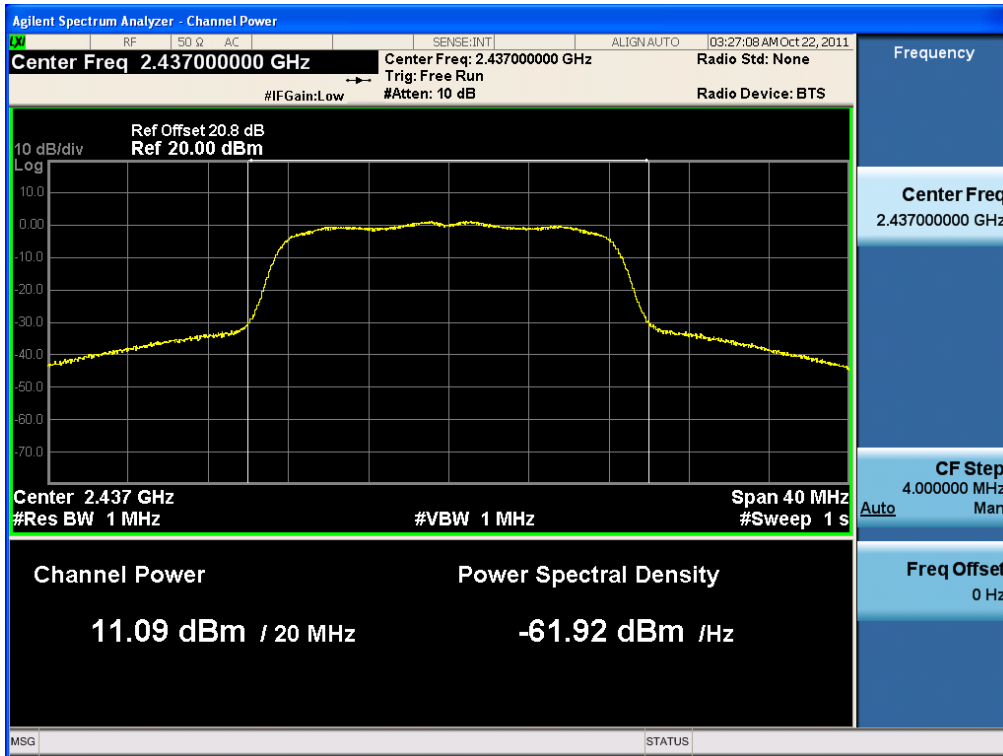 Agilent Spectrum Analyzer - Channel Power
LXI RF 50 Ω AC SENSE:INT ALIGN AUTO 03:27:08 AM Oct 22, 2011
Center Freq 2.437000000 GHz
Center Freq: 2.437000000 GHz
Radio Std: None
Trig: Free Run
#IFGain:Low
#Atten: 10 dB
Radio Device: BTS
Ref Offset 20.8 dB
10 dB/div
Ref 20.00 dBm
Log
10.0
0.00
-10.0
-20.0
-30.0
-40.0
-50.0
-60.0
-70.0
Center 2.437 GHz
Span 40 MHz
#Res BW 1 MHz
#VBW 1 MHz
#Sweep 1 s
Channel Power
Power Spectral Density
11.09 dBm / 20 MHz
-61.92 dBm /Hz
MSG
STATUS
Frequency
Center Freq
2.437000000 GHz
CF Step
4.000000 MHz
Auto Man
Freq Offset
0 Hz